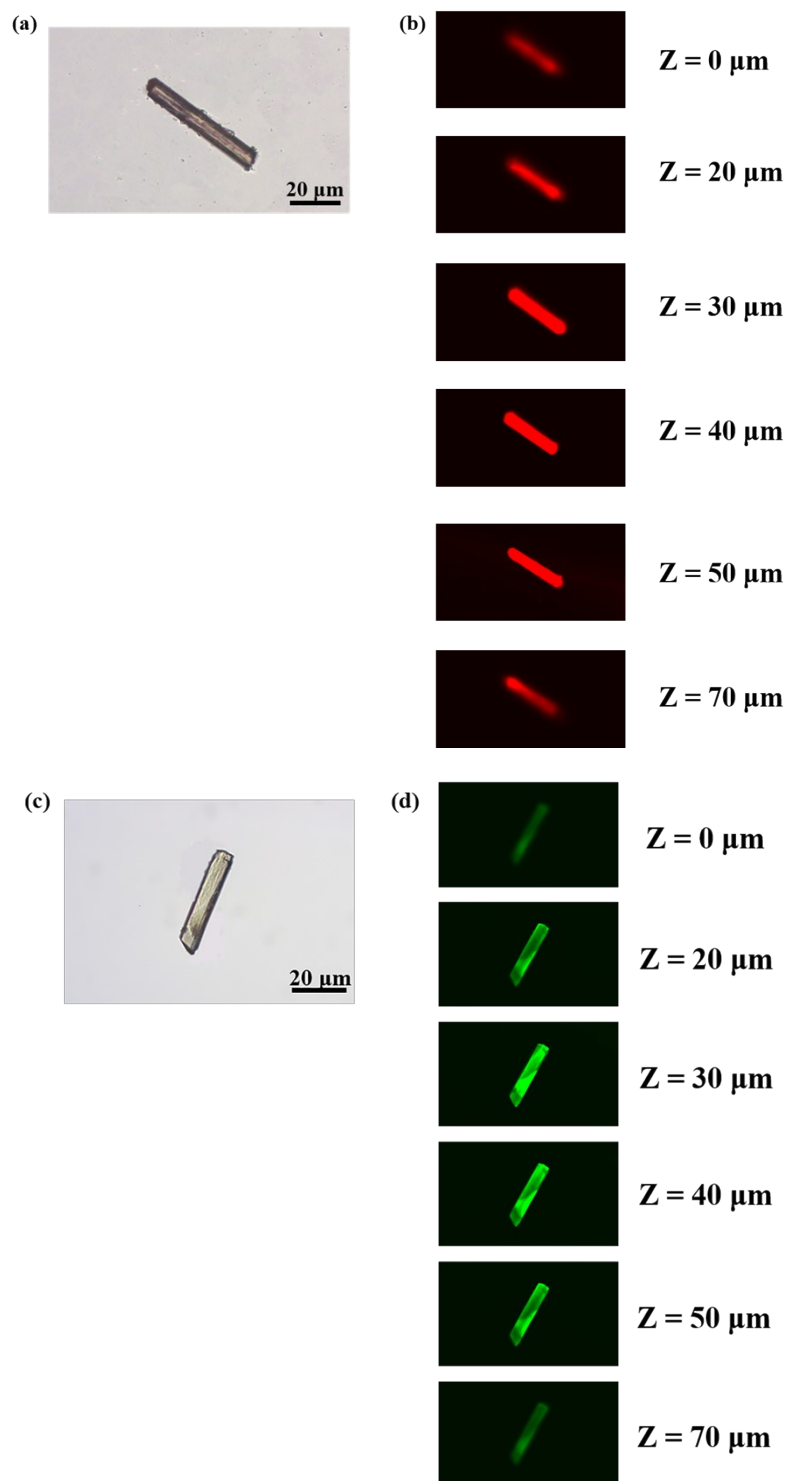 (a)
20 μm
(b)
Z = 0 μm
Z = 20 μm
Z = 30 μm
Z = 40 μm
Z = 50 μm
Z = 70 μm
(c)
20 μm
(d)
Z = 0 μm
Z = 20 μm
Z = 30 μm
Z = 40 μm
Z = 50 μm
Z = 70 μm